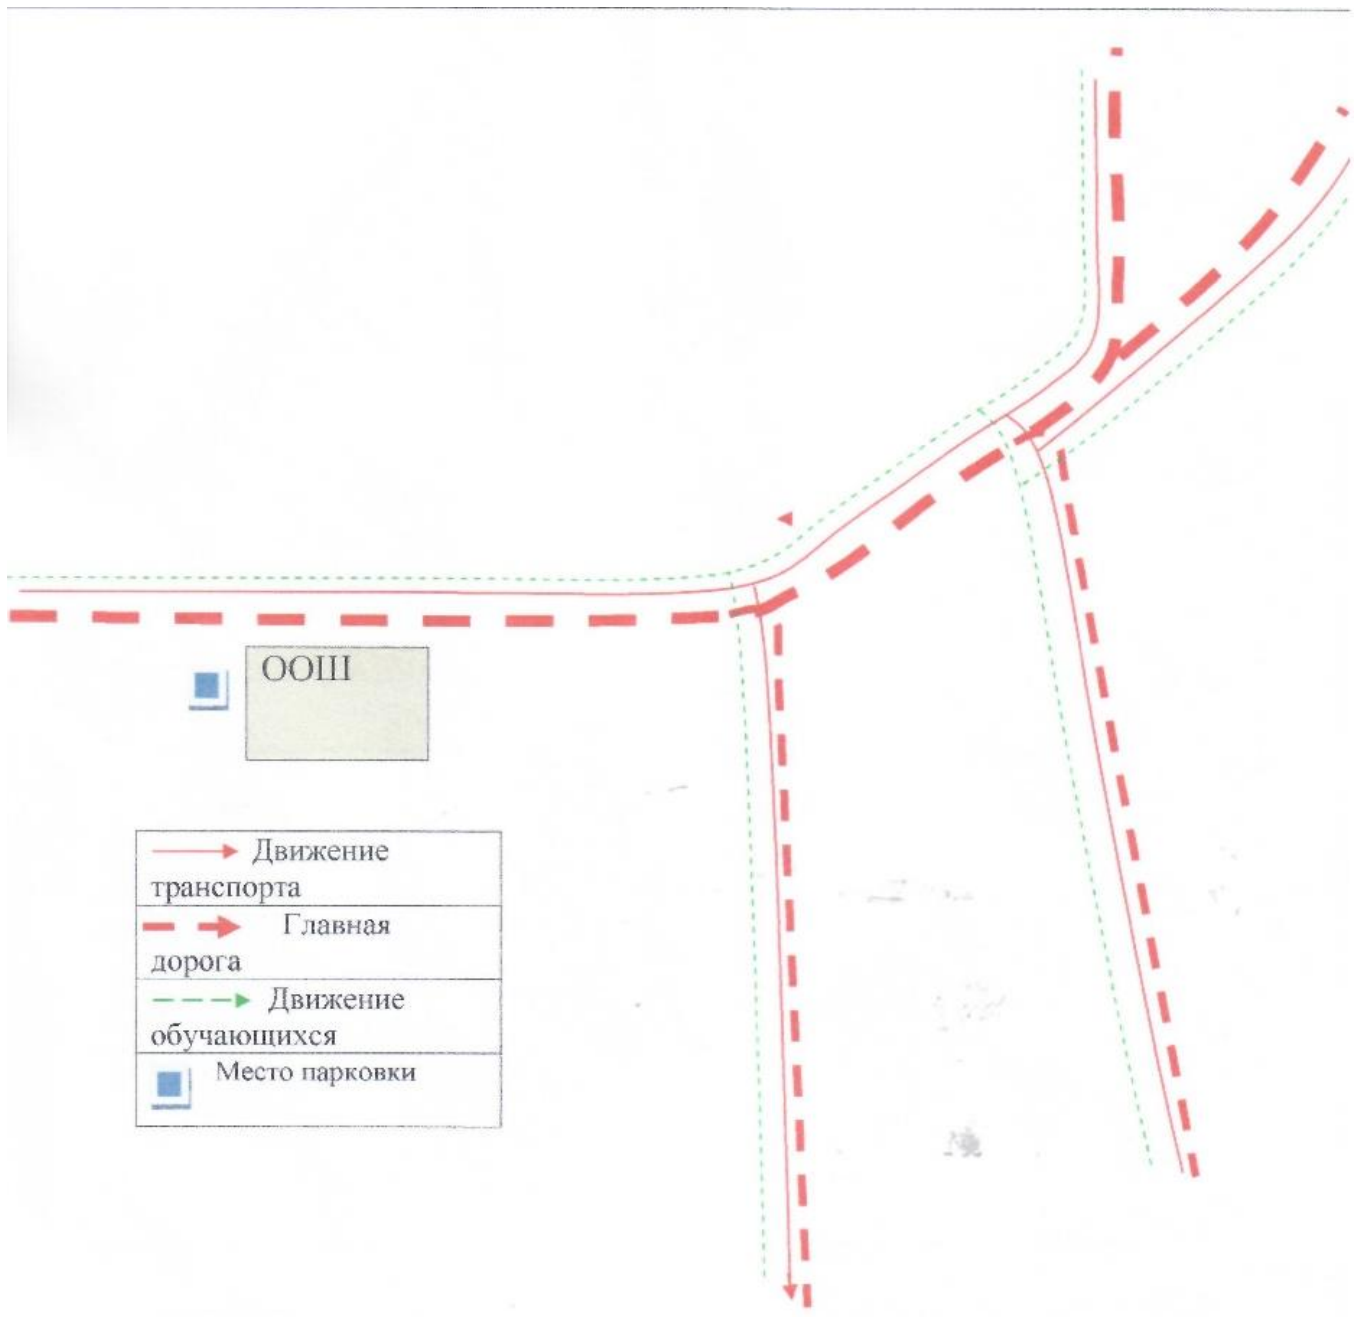 ООШ
Движение
транспорта
Главная
дорога
Движение
обучающихся
Место парковки